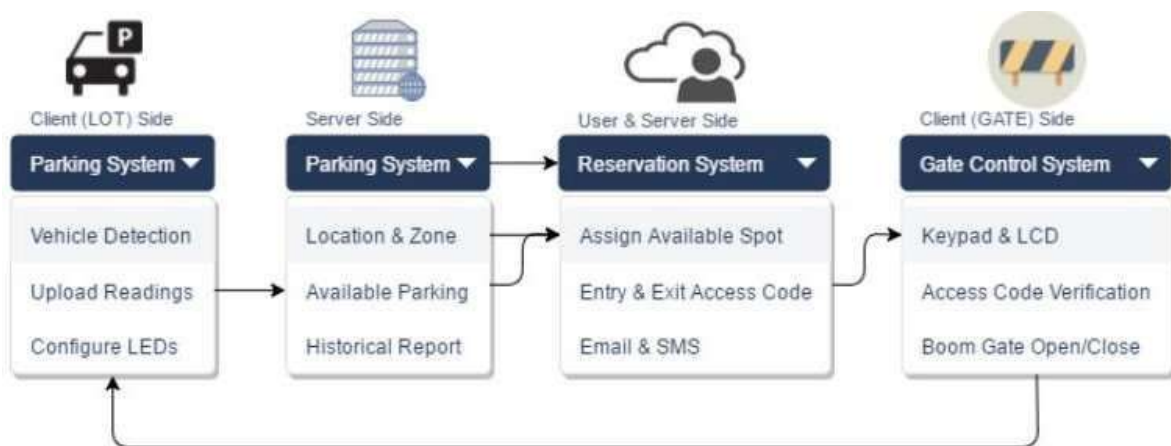 P
Client (LOT) Side
Server Side
User & Server Side
Client (GATE) Side
Parking System
Parking System
Reservation System
Gate Control System
Vehicle Detection
Location & Zone
Assign Available Spot
Keypad & LCD
Upload Readings
Available Parking
Entry & Exit Access Code
Access Code Verification
Configure LEDs
Historical Report
Email & SMS
Boom Gate Open/Close